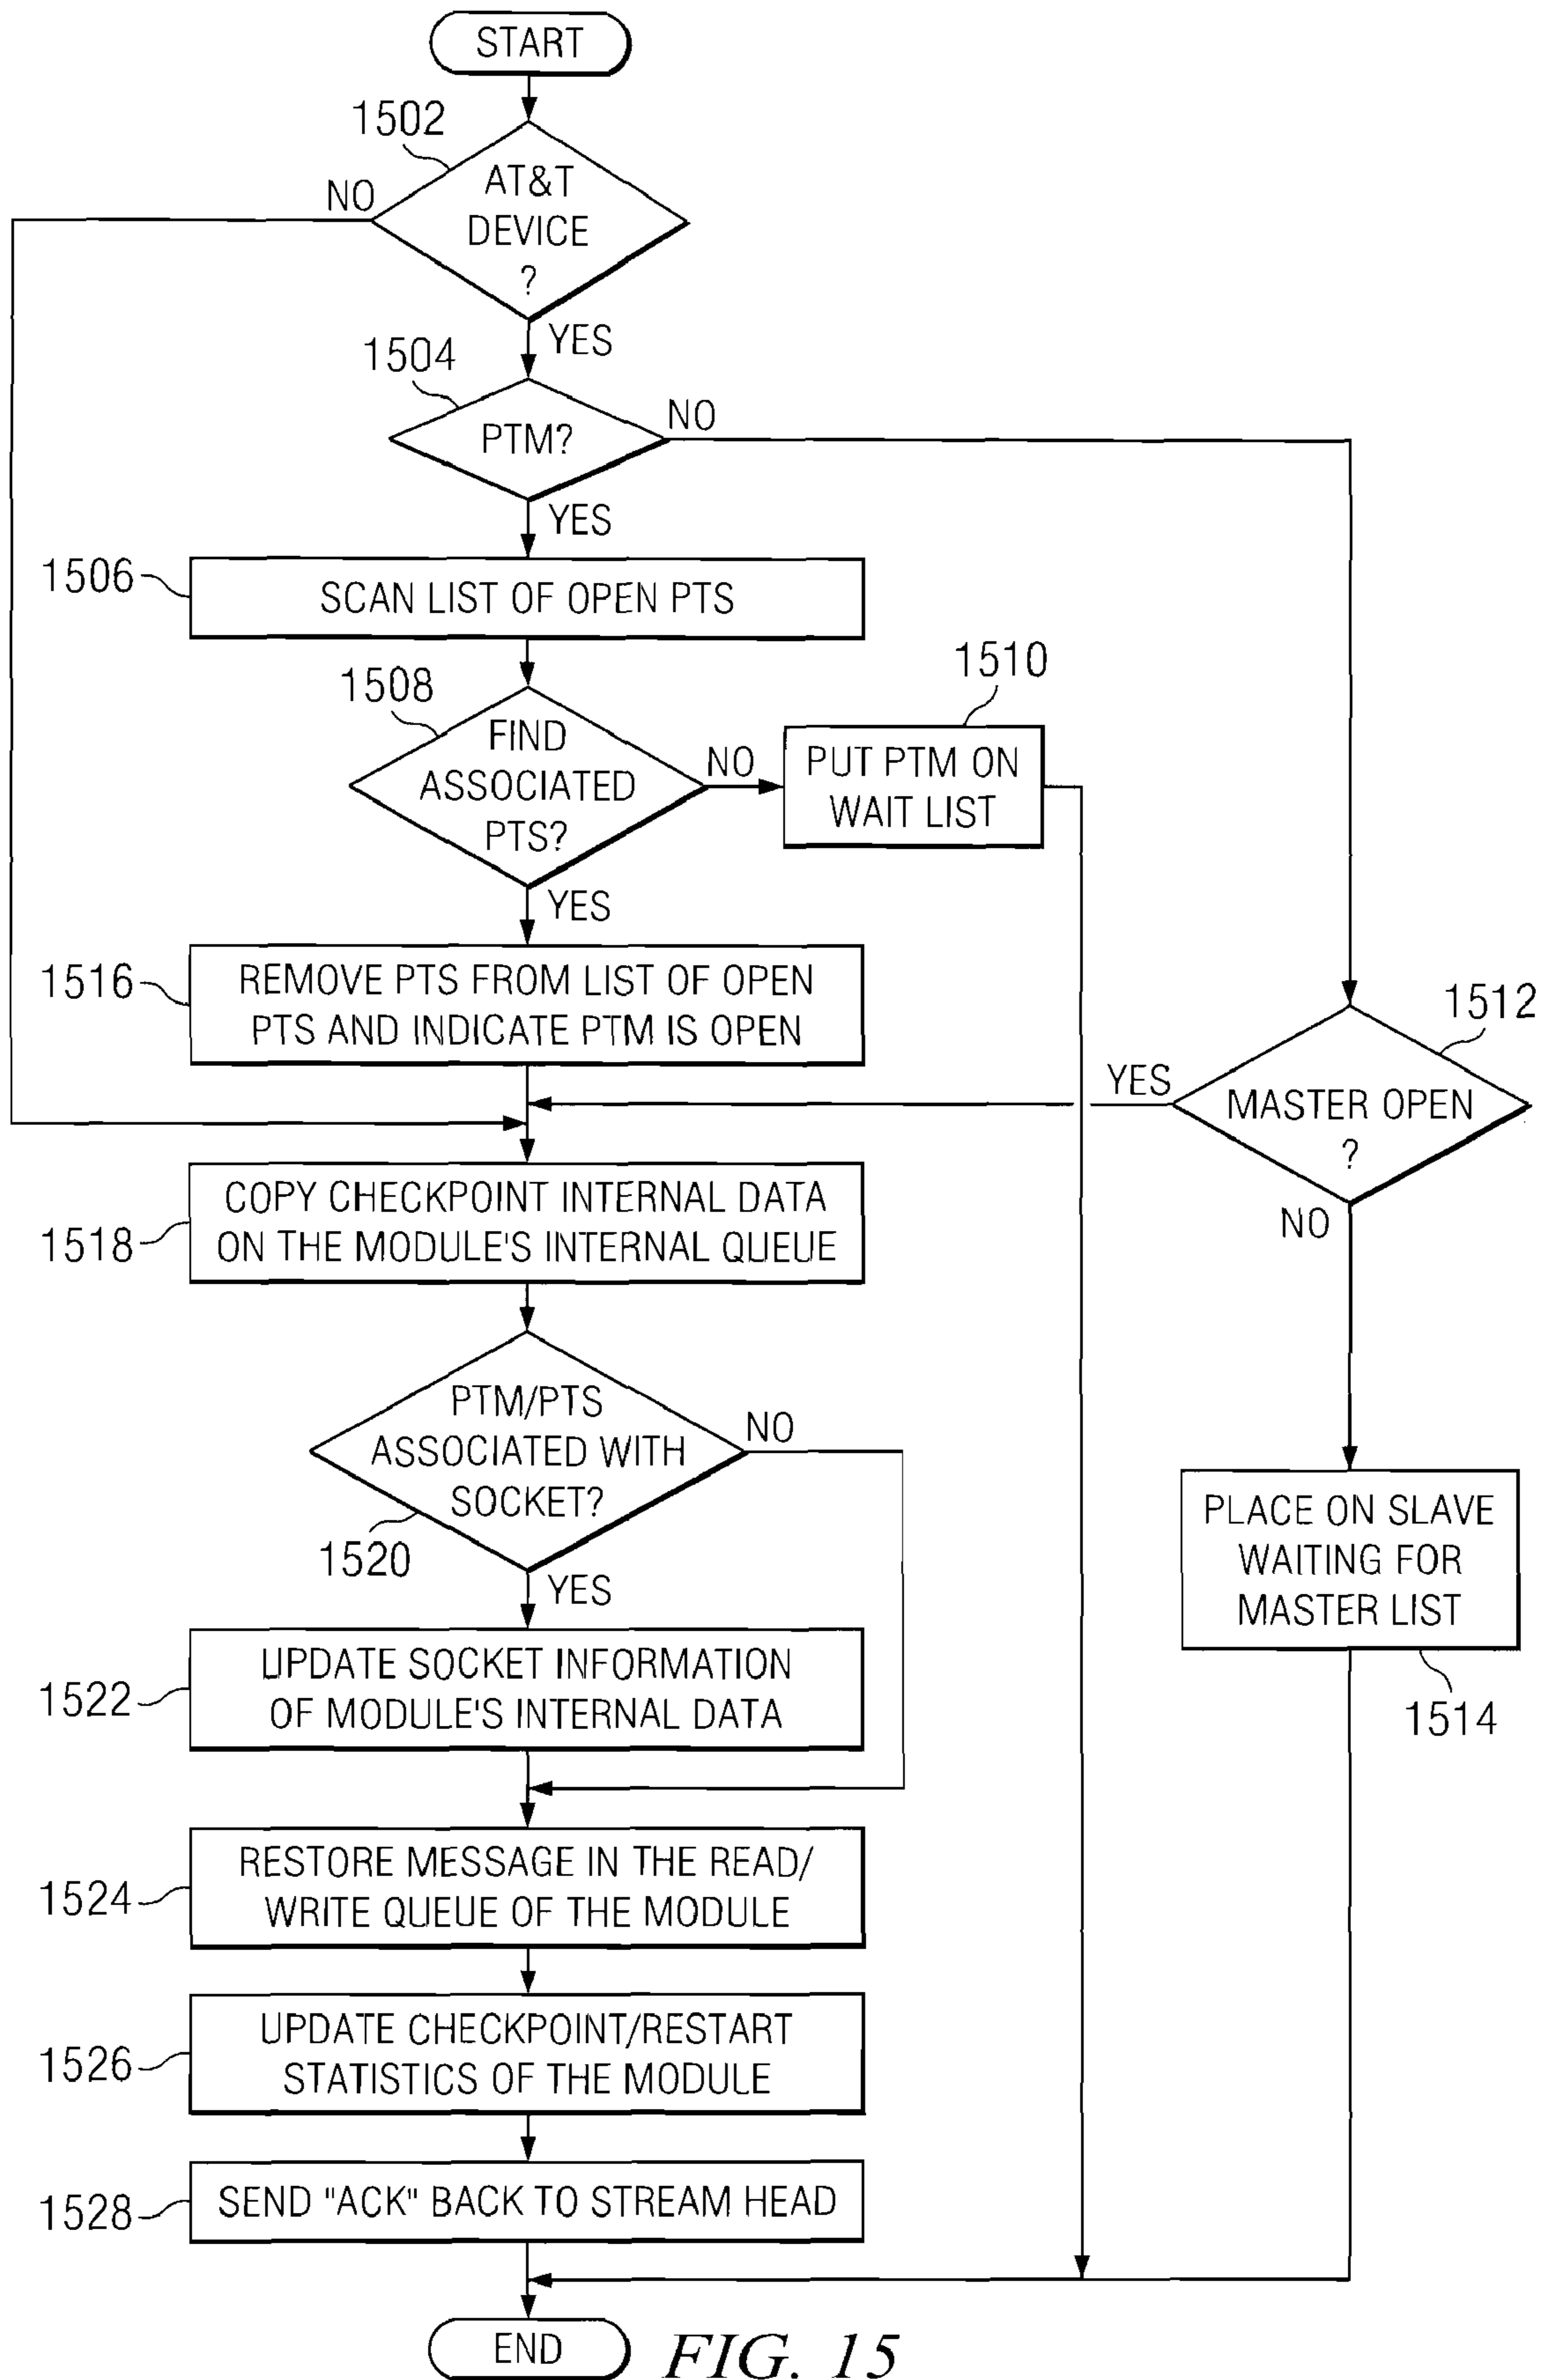 START
1502
NO
AT&T
DEVICE
?
YES
1504
PTM?
NO
YES
1506
SCAN LIST OF OPEN PTS
1508
FIND
ASSOCIATED
PTS?
NO
1510
PUT PTM ON
WAIT LIST
YES
1516
REMOVE PTS FROM LIST OF OPEN
PTS AND INDICATE PTM IS OPEN
1512
YES
MASTER OPEN
?
NO
1518
COPY CHECKPOINT INTERNAL DATA
ON THE MODULE'S INTERNAL QUEUE
PTM/PTS
ASSOCIATED WITH
SOCKET?
NO
1520
YES
PLACE ON SLAVE
WAITING FOR
MASTER LIST
1514
1522
UPDATE SOCKET INFORMATION
OF MODULE'S INTERNAL DATA
1524
RESTORE MESSAGE IN THE READ/
WRITE QUEUE OF THE MODULE
1526
UPDATE CHECKPOINT/RESTART
STATISTICS OF THE MODULE
1528
SEND "ACK" BACK TO STREAM HEAD
END
FIG. 15